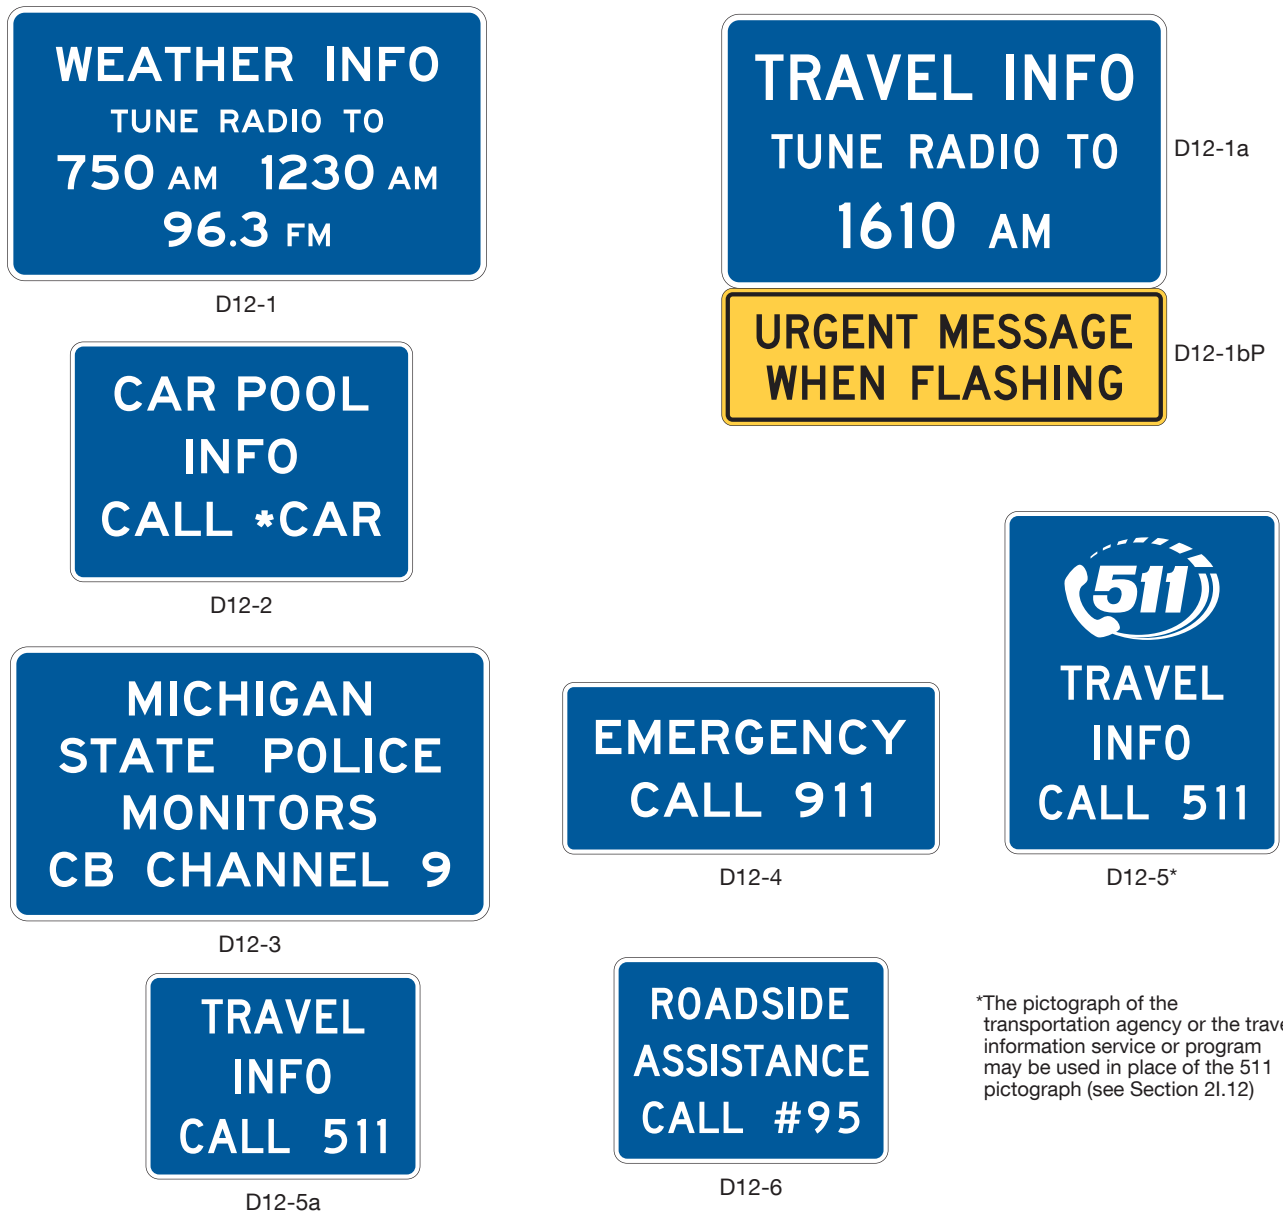 WEATHER INFO
TUNE RADIO TO
750 AM 1230 AM
96.3 FM
D12-1
TRAVEL INFO
TUNE RADIO TO
1610 AM
D12-1a
URGENT MESSAGE
WHEN FLASHING
D12-1bP
CAR POOL
INFO
CALL *CAR
D12-2
511
TRAVEL
INFO
CALL 511
D12-5*
MICHIGAN
STATE POLICE
MONITORS
CB CHANNEL 9
D12-3
EMERGENCY
CALL 911
D12-4
TRAVEL
INFO
CALL 511
D12-5a
ROADSIDE
ASSISTANCE
CALL #95
D12-6
*The pictograph of the
transportation agency or the trave
information service or program
may be used in place of the 511
pictograph (see Section 2I.12)